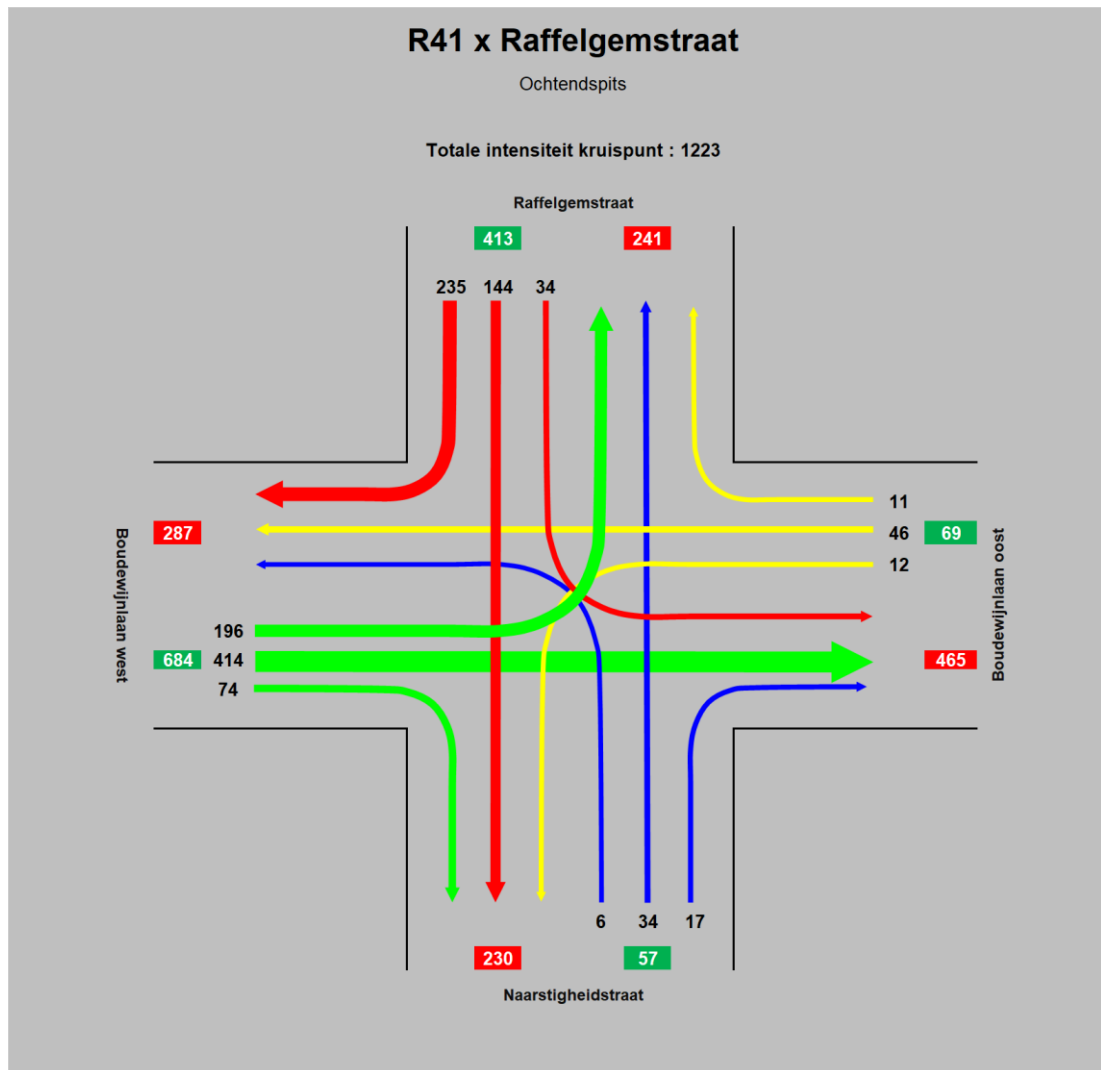 R41 x Raffelgemstraat
Ochtendspits
Totale intensiteit kruispunt : 1223
Raffelgemstraat
413 241
235 144 34
11
287
46 69
12
Boudewijnlaan west
Boudewijnlaan oost
196
684 414 465
74
6 34 17
230 57
Naarstigheidstraat